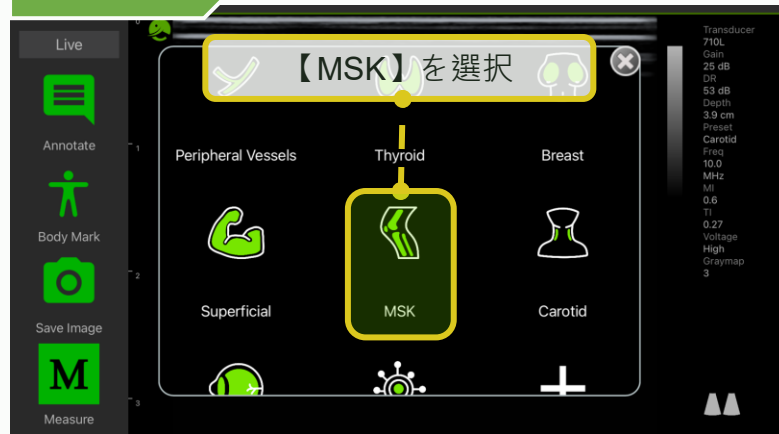 Live
Annotate
Body Mark
Save Image
M
Measure
0
1
2
3
【MSK】を選択
Peripheral Vessels
Thyroid
Breast
Superficial
MSK
Carotid
Transducer
710L
Gain
25 dB
DR
53 dB
Depth
3.9 cm
Preset
Carotid
Freq
10.0
MHz
MI
0.6
TI
0.27
Voltage
High
Graymap
3